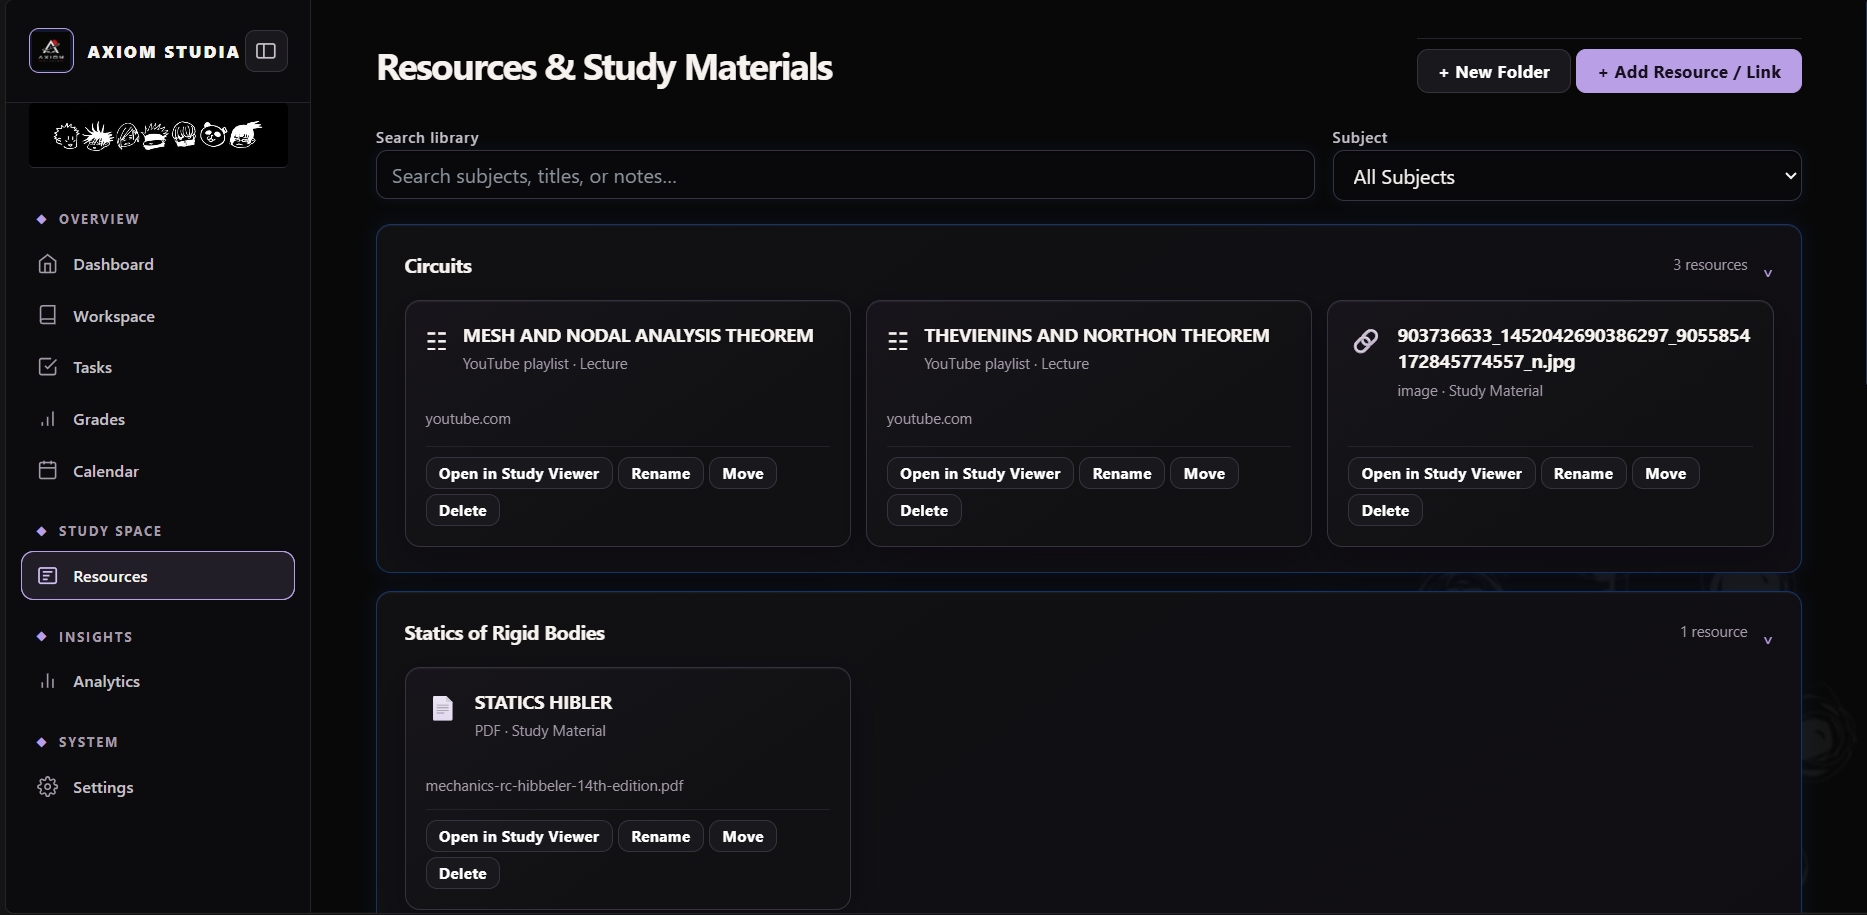 AXIOM
AXIOM STUDIA
OVERVIEW
Dashboard
Workspace
Tasks
Grades
Calendar
STUDY SPACE
Resources
INSIGHTS
Analytics
SYSTEM
Settings
Resources & Study Materials
+ New Folder
+ Add Resource / Link
Search library
Search subjects, titles, or notes...
Subject
All Subjects
Circuits
3 resources
MESH AND NODAL ANALYSIS THEOREM
YouTube playlist · Lecture
youtube.com
Open in Study Viewer
Rename
Move
Delete
THEVIENINS AND NORTHON THEOREM
YouTube playlist · Lecture
youtube.com
Open in Study Viewer
Rename
Move
Delete
903736633_1452042690386297_9055854
172845774557_n.jpg
image · Study Material
Open in Study Viewer
Rename
Move
Delete
Statics of Rigid Bodies
1 resource
STATICS HIBLER
PDF · Study Material
mechanics-rc-hibbeler-14th-edition.pdf
Open in Study Viewer
Rename
Move
Delete